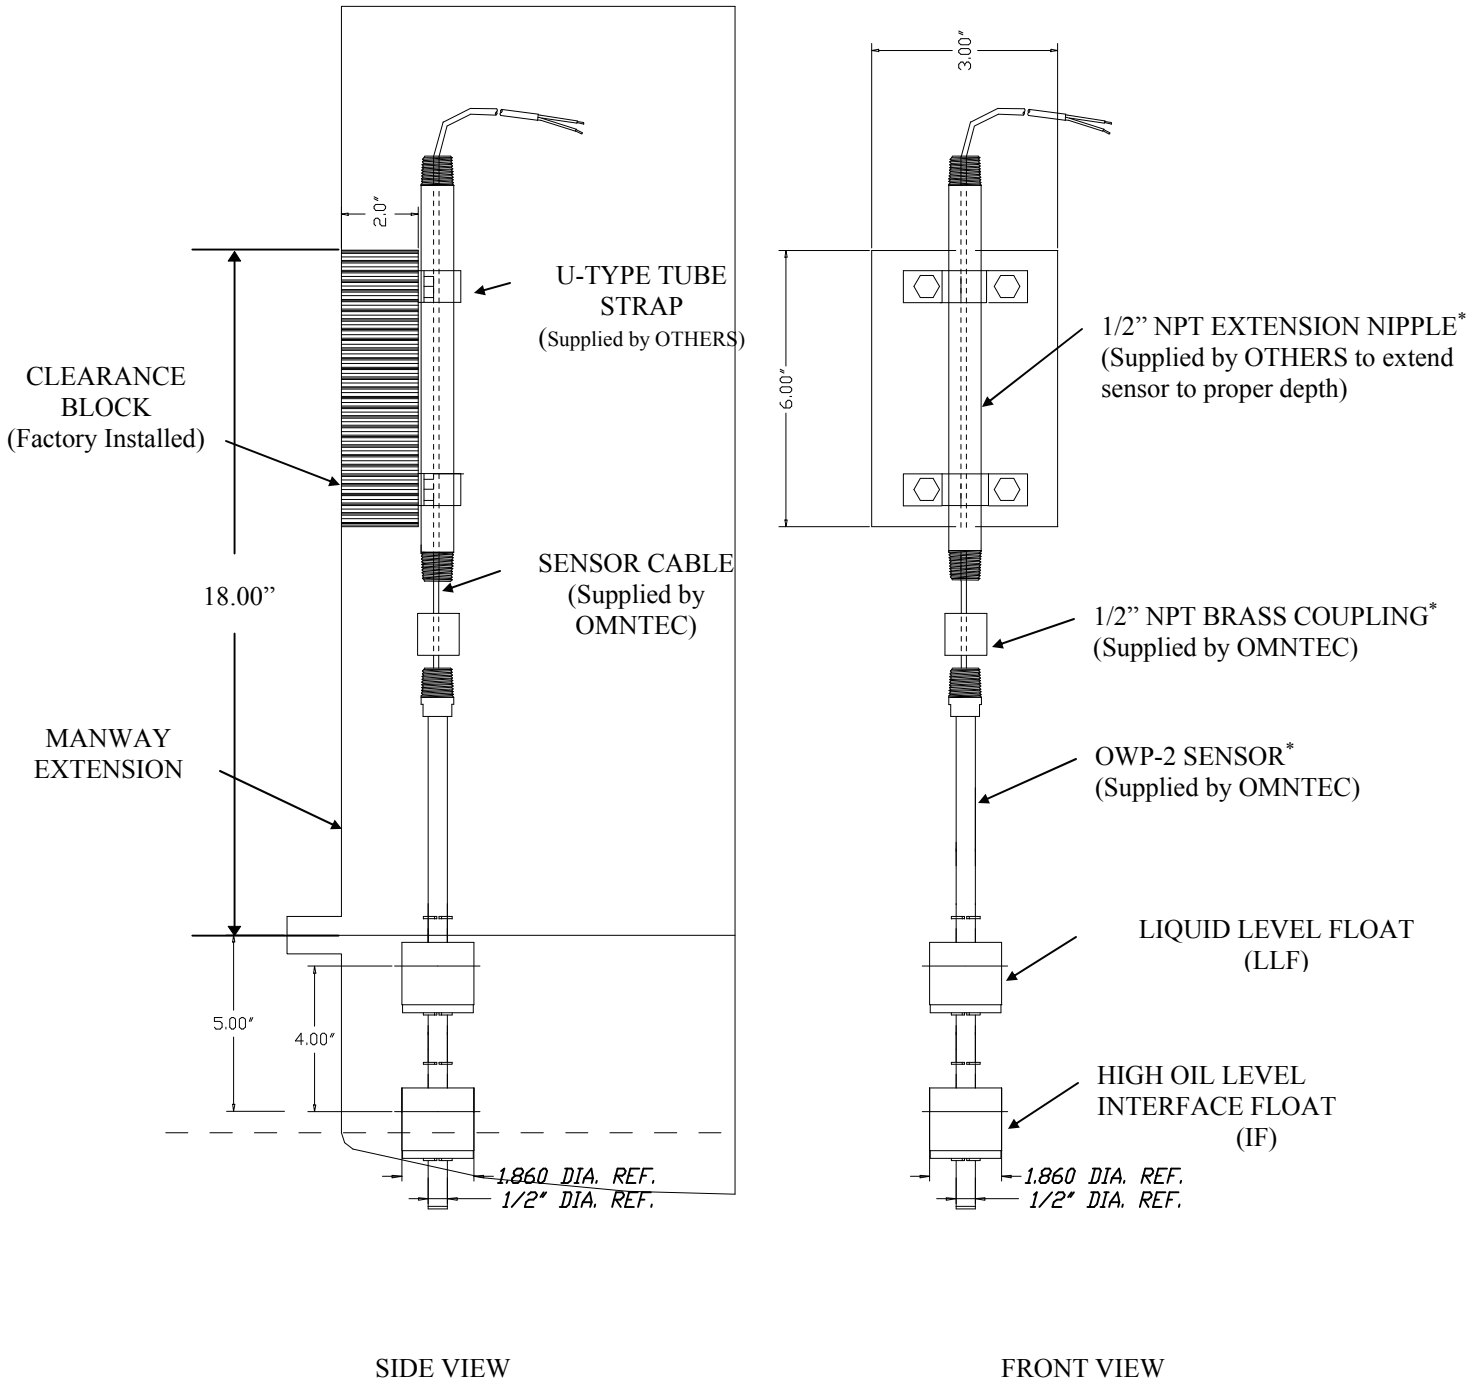 3.00"
2.0"
U-TYPE TUBE
STRAP
(Supplied by OTHERS)
1/2” NPT EXTENSION NIPPLE*
(Supplied by OTHERS to extend
sensor to proper depth)
CLEARANCE
BLOCK
(Factory Installed)
6.00"
SENSOR CABLE
(Supplied by
OMNTEC)
18.00”
1/2” NPT BRASS COUPLING*
(Supplied by OMNTEC)
MANWAY
EXTENSION
OWP-2 SENSOR*
(Supplied by OMNTEC)
LIQUID LEVEL FLOAT
(LLF)
5.00"
4.00"
HIGH OIL LEVEL
INTERFACE FLOAT
(IF)
1.860 DIA. REF.
1/2" DIA. REF.
1.860 DIA. REF.
1/2" DIA. REF.
SIDE VIEW
FRONT VIEW